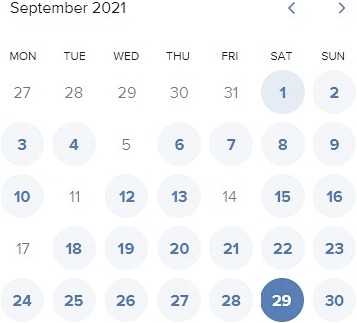 September 2021
MON TUE WED THU FRI SAT SUN
27 28 29 30 31 1 2
3 4 5 6 7 8 9
10 11 12 13 14 15 16
17 18 19 20 21 22 23
24 25 26 27 28 29 30